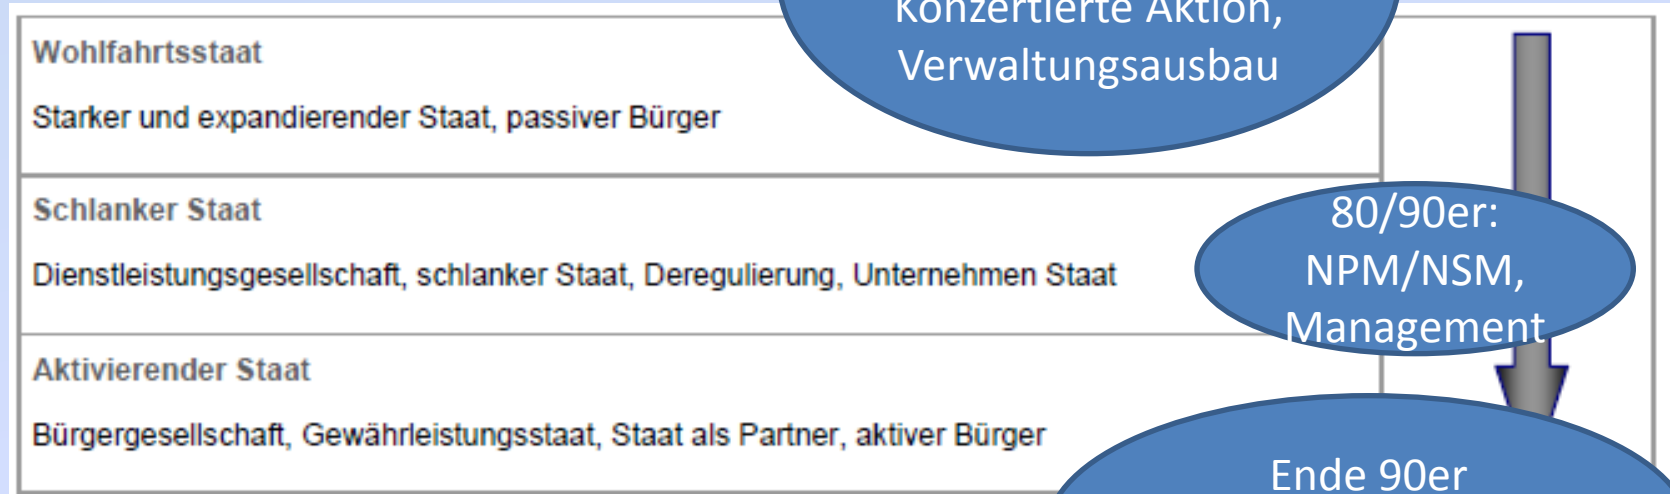 Konzertierte Aktion,
Verwaltungsausbau
Wohlfahrtsstaat
Starker und expandierender Staat, passiver Bürger
Schlanker Staat
Dienstleistungsgesellschaft, schlanker Staat, Deregulierung, Unternehmen Staat
80/90er:
NPM/NSM,
Management
Aktivierender Staat
Bürgergesellschaft, Gewährleistungsstaat, Staat als Partner, aktiver Bürger
Ende 90er